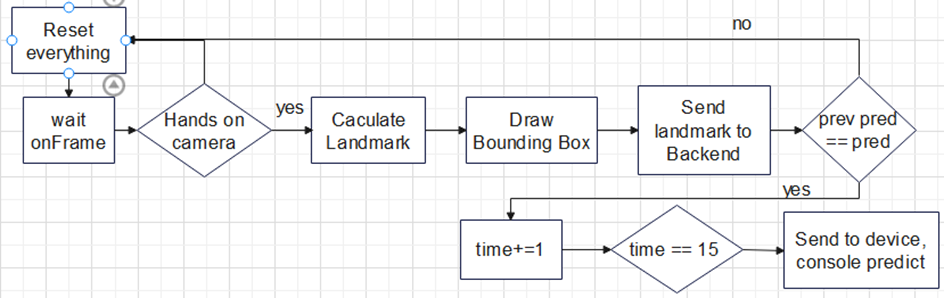 no
Reset
everything
wait
onFrame
Hands on
camera
yes
Caculate
Landmark
Draw
Bounding Box
Send
landmark to
Backend
prev pred
== pred
yes
time+=1
time == 15
Send to device,
console predict